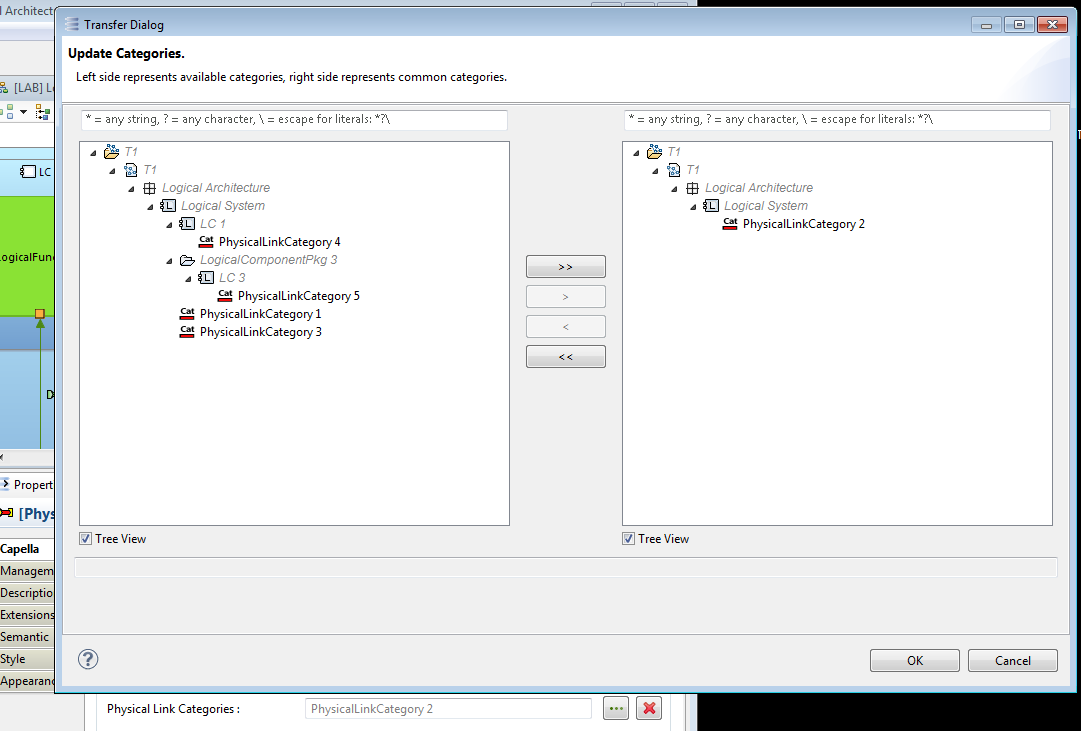 l Architect
Transfer Dialog
Update Categories.
Left side represents available categories, right side represents common categories.
[LAB] Lo
* = any string, ? = any character, \ = escape for literals: *?\
* = any string, ? = any character, \ = escape for literals: *?\
T1
T1
Logical Architecture
Logical System
LC 1
Cat PhysicalLinkCategory 4
LogicalComponentPkg 3
LC 3
Cat PhysicalLinkCategory 5
Cat PhysicalLinkCategory 1
Cat PhysicalLinkCategory 3
T1
T1
Logical Architecture
Logical System
Cat PhysicalLinkCategory 2
>>
>
<
<<
LC
ogicalFunc
Tree View
Tree View
Propert
[Phys
Capella
Managem
Descriptio
Extensions
Semantic
Style
Appearanc
?
OK
Cancel
Physical Link Categories :
PhysicalLinkCategory 2
...